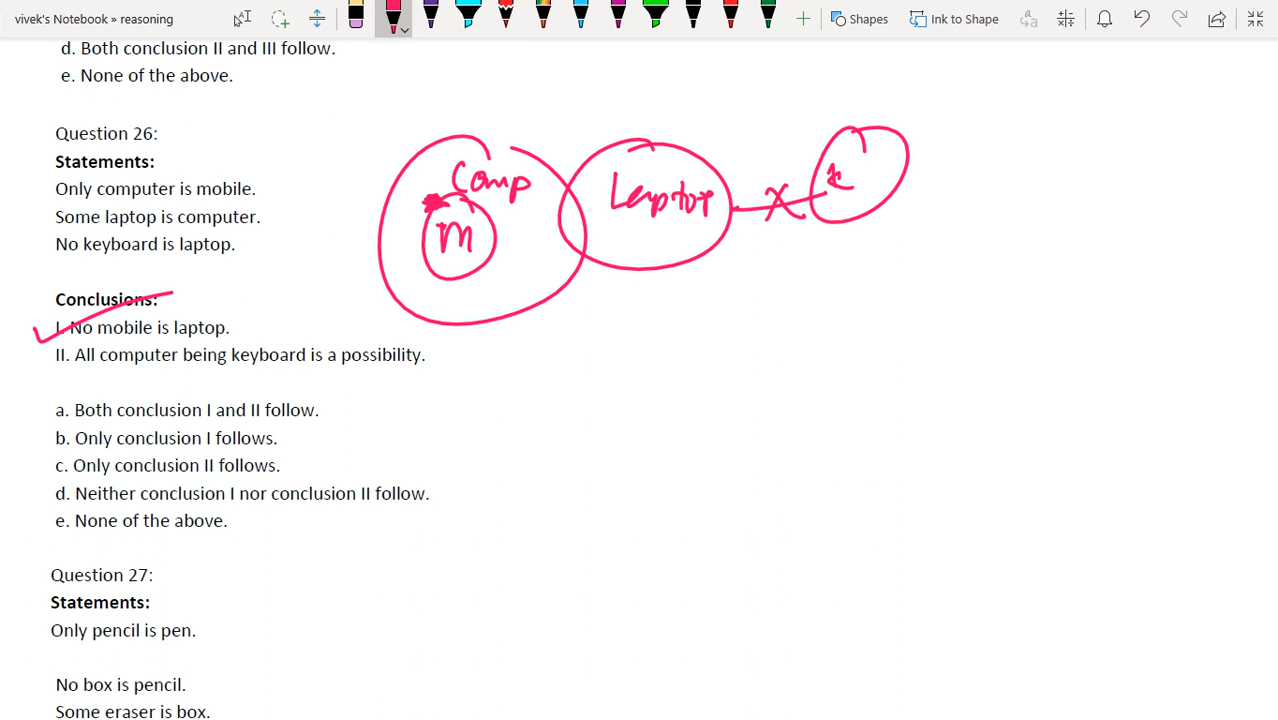 vivek's Notebook » reasoning
Shapes
Ink to Shape
d. Both conclusion II and III follow.
e. None of the above.
Question 26:
Statements:
Only computer is mobile.
Some laptop is computer.
No keyboard is laptop.
Comp
M
Laptop
X
k
Conclusions:
I. No mobile is laptop.
II. All computer being keyboard is a possibility.
a. Both conclusion I and II follow.
b. Only conclusion I follows.
c. Only conclusion II follows.
d. Neither conclusion I nor conclusion II follow.
e. None of the above.
Question 27:
Statements:
Only pencil is pen.
No box is pencil.
Some eraser is box.